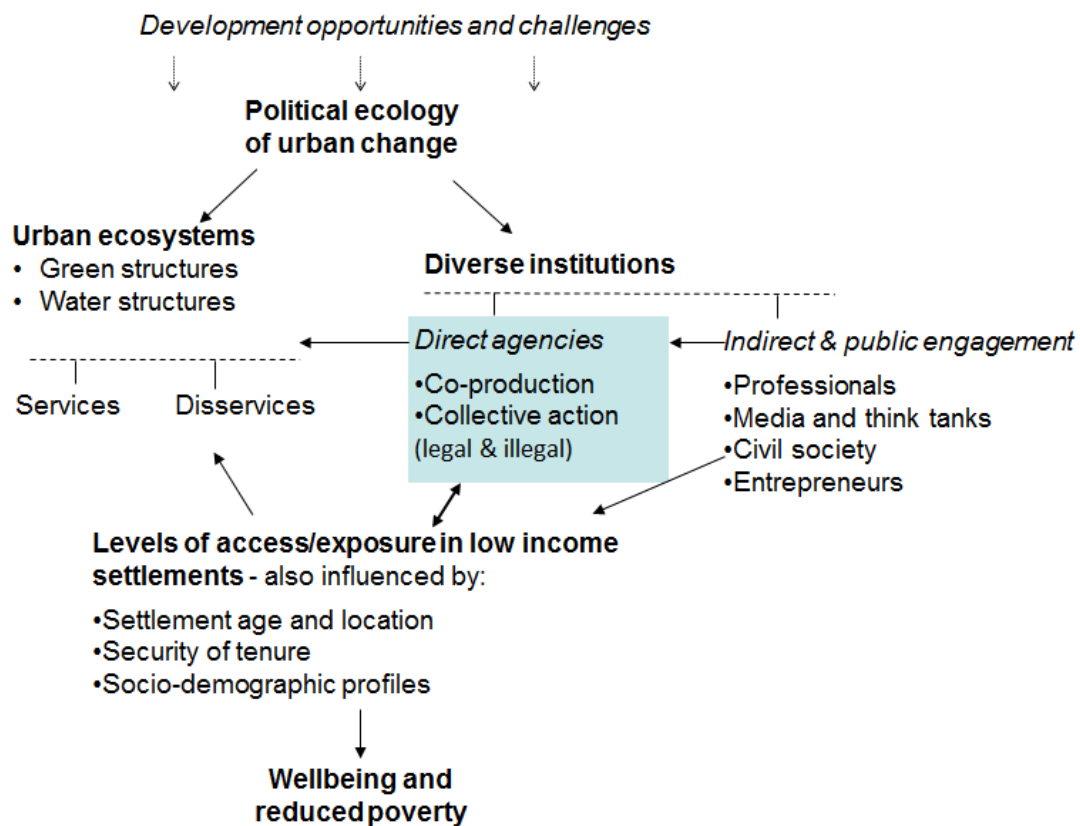 Development opportunities and challenges
Political ecology
of urban change
Urban ecosystems
• Green structures
• Water structures
Services
Disservices
Diverse institutions
Direct agencies
•Co-production
•Collective action
(legal & illegal)
Indirect & public engagement
•Professionals
•Media and think tanks
•Civil society
•Entrepreneurs
Levels of access/exposure in low income
settlements - also influenced by:
•Settlement age and location
•Security of tenure
•Socio-demographic profiles
Wellbeing and
reduced poverty